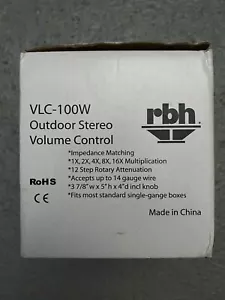 VLC-100W
Outdoor Stereo
Volume Control
rbh
*Impedance Matching
*1X, 2X, 4X, 8X, 16X Multiplication
*12 Step Rotary Attenuation
*Accepts up to 14 gauge wire
*3 7/8"w x 5"h x 4"d incl knob
*Fits most standard single-gange boxes
RoHS
CE
Made in China